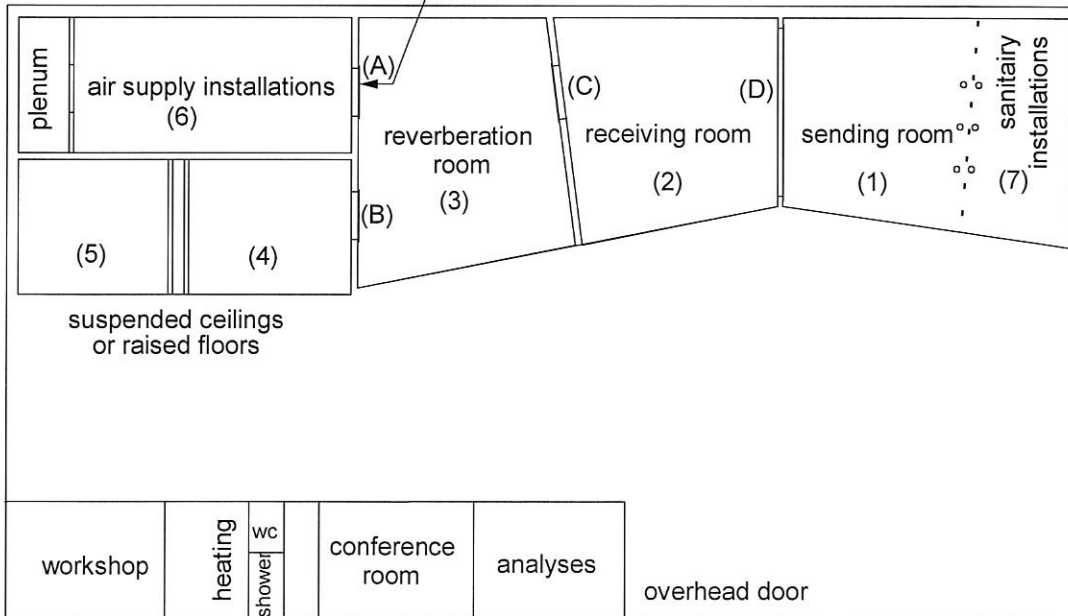 plenum
air supply installations
(6)
(A)
reverberation
room
(3)
(C)
receiving room
(2)
(D)
sending room
(1)
sanitairy
installations
(7)
(B)
(5)
(4)
suspended ceilings
or raised floors
workshop
heating
wc
shower
conference
room
analyses
overhead door